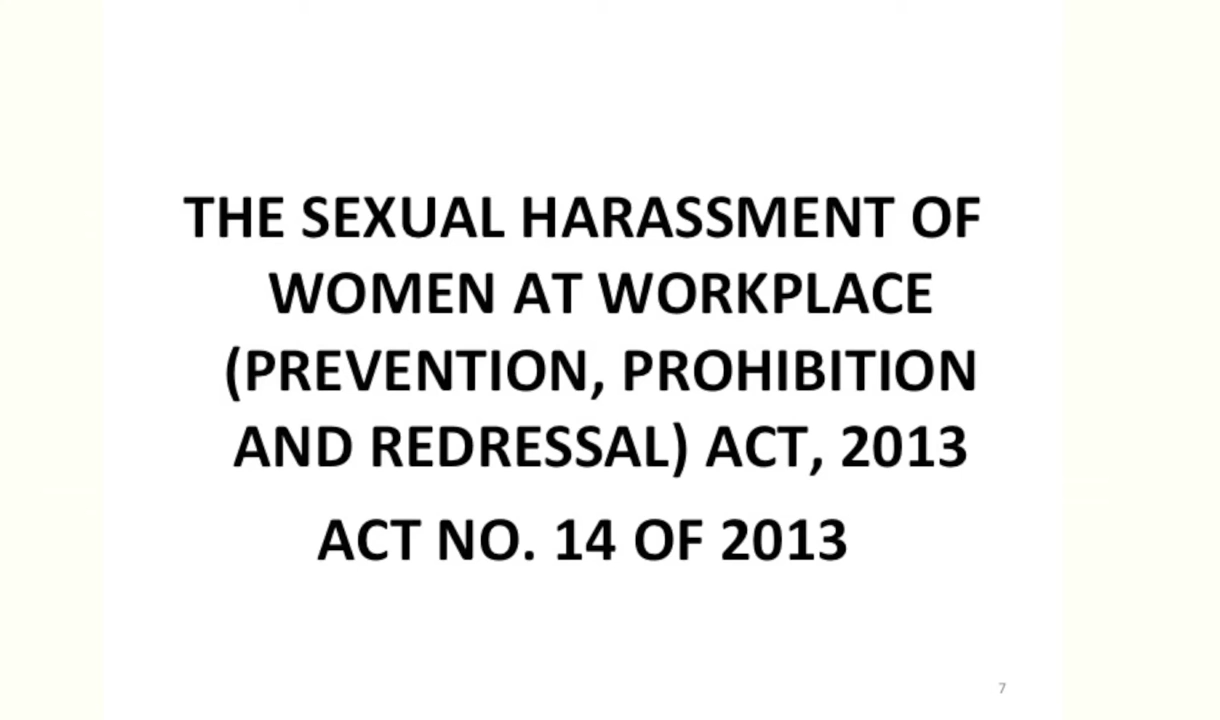 THE SEXUAL HARASSMENT OF
WOMEN AT WORKPLACE
(PREVENTION, PROHIBITION
AND REDRESSAL) ACT, 2013
ACT NO. 14 OF 2013
7